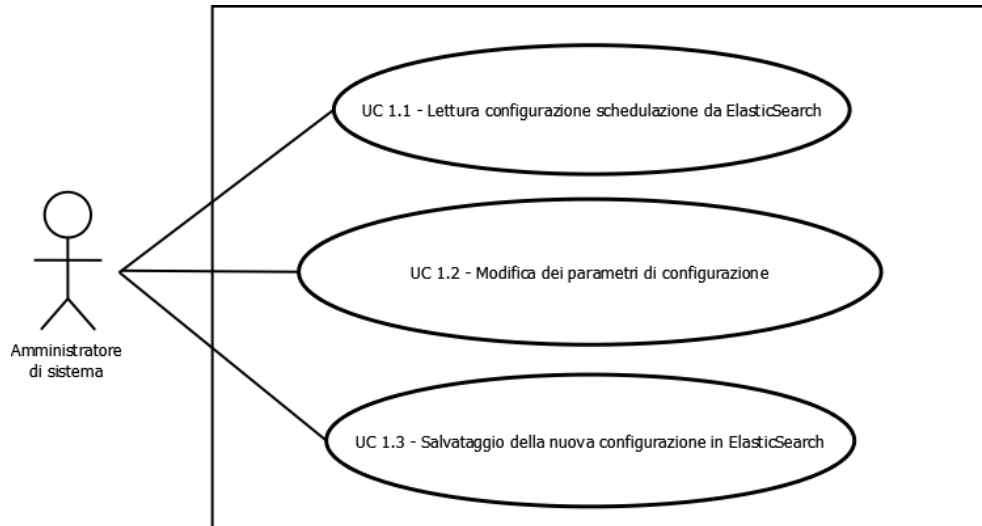 UC 1.1 - Lettura configurazione schedulazione da ElasticSearch
UC 1.2 - Modifica dei parametri di configurazione
Amministratore
di sistema
UC 1.3 - Salvataggio della nuova configurazione in ElasticSearch